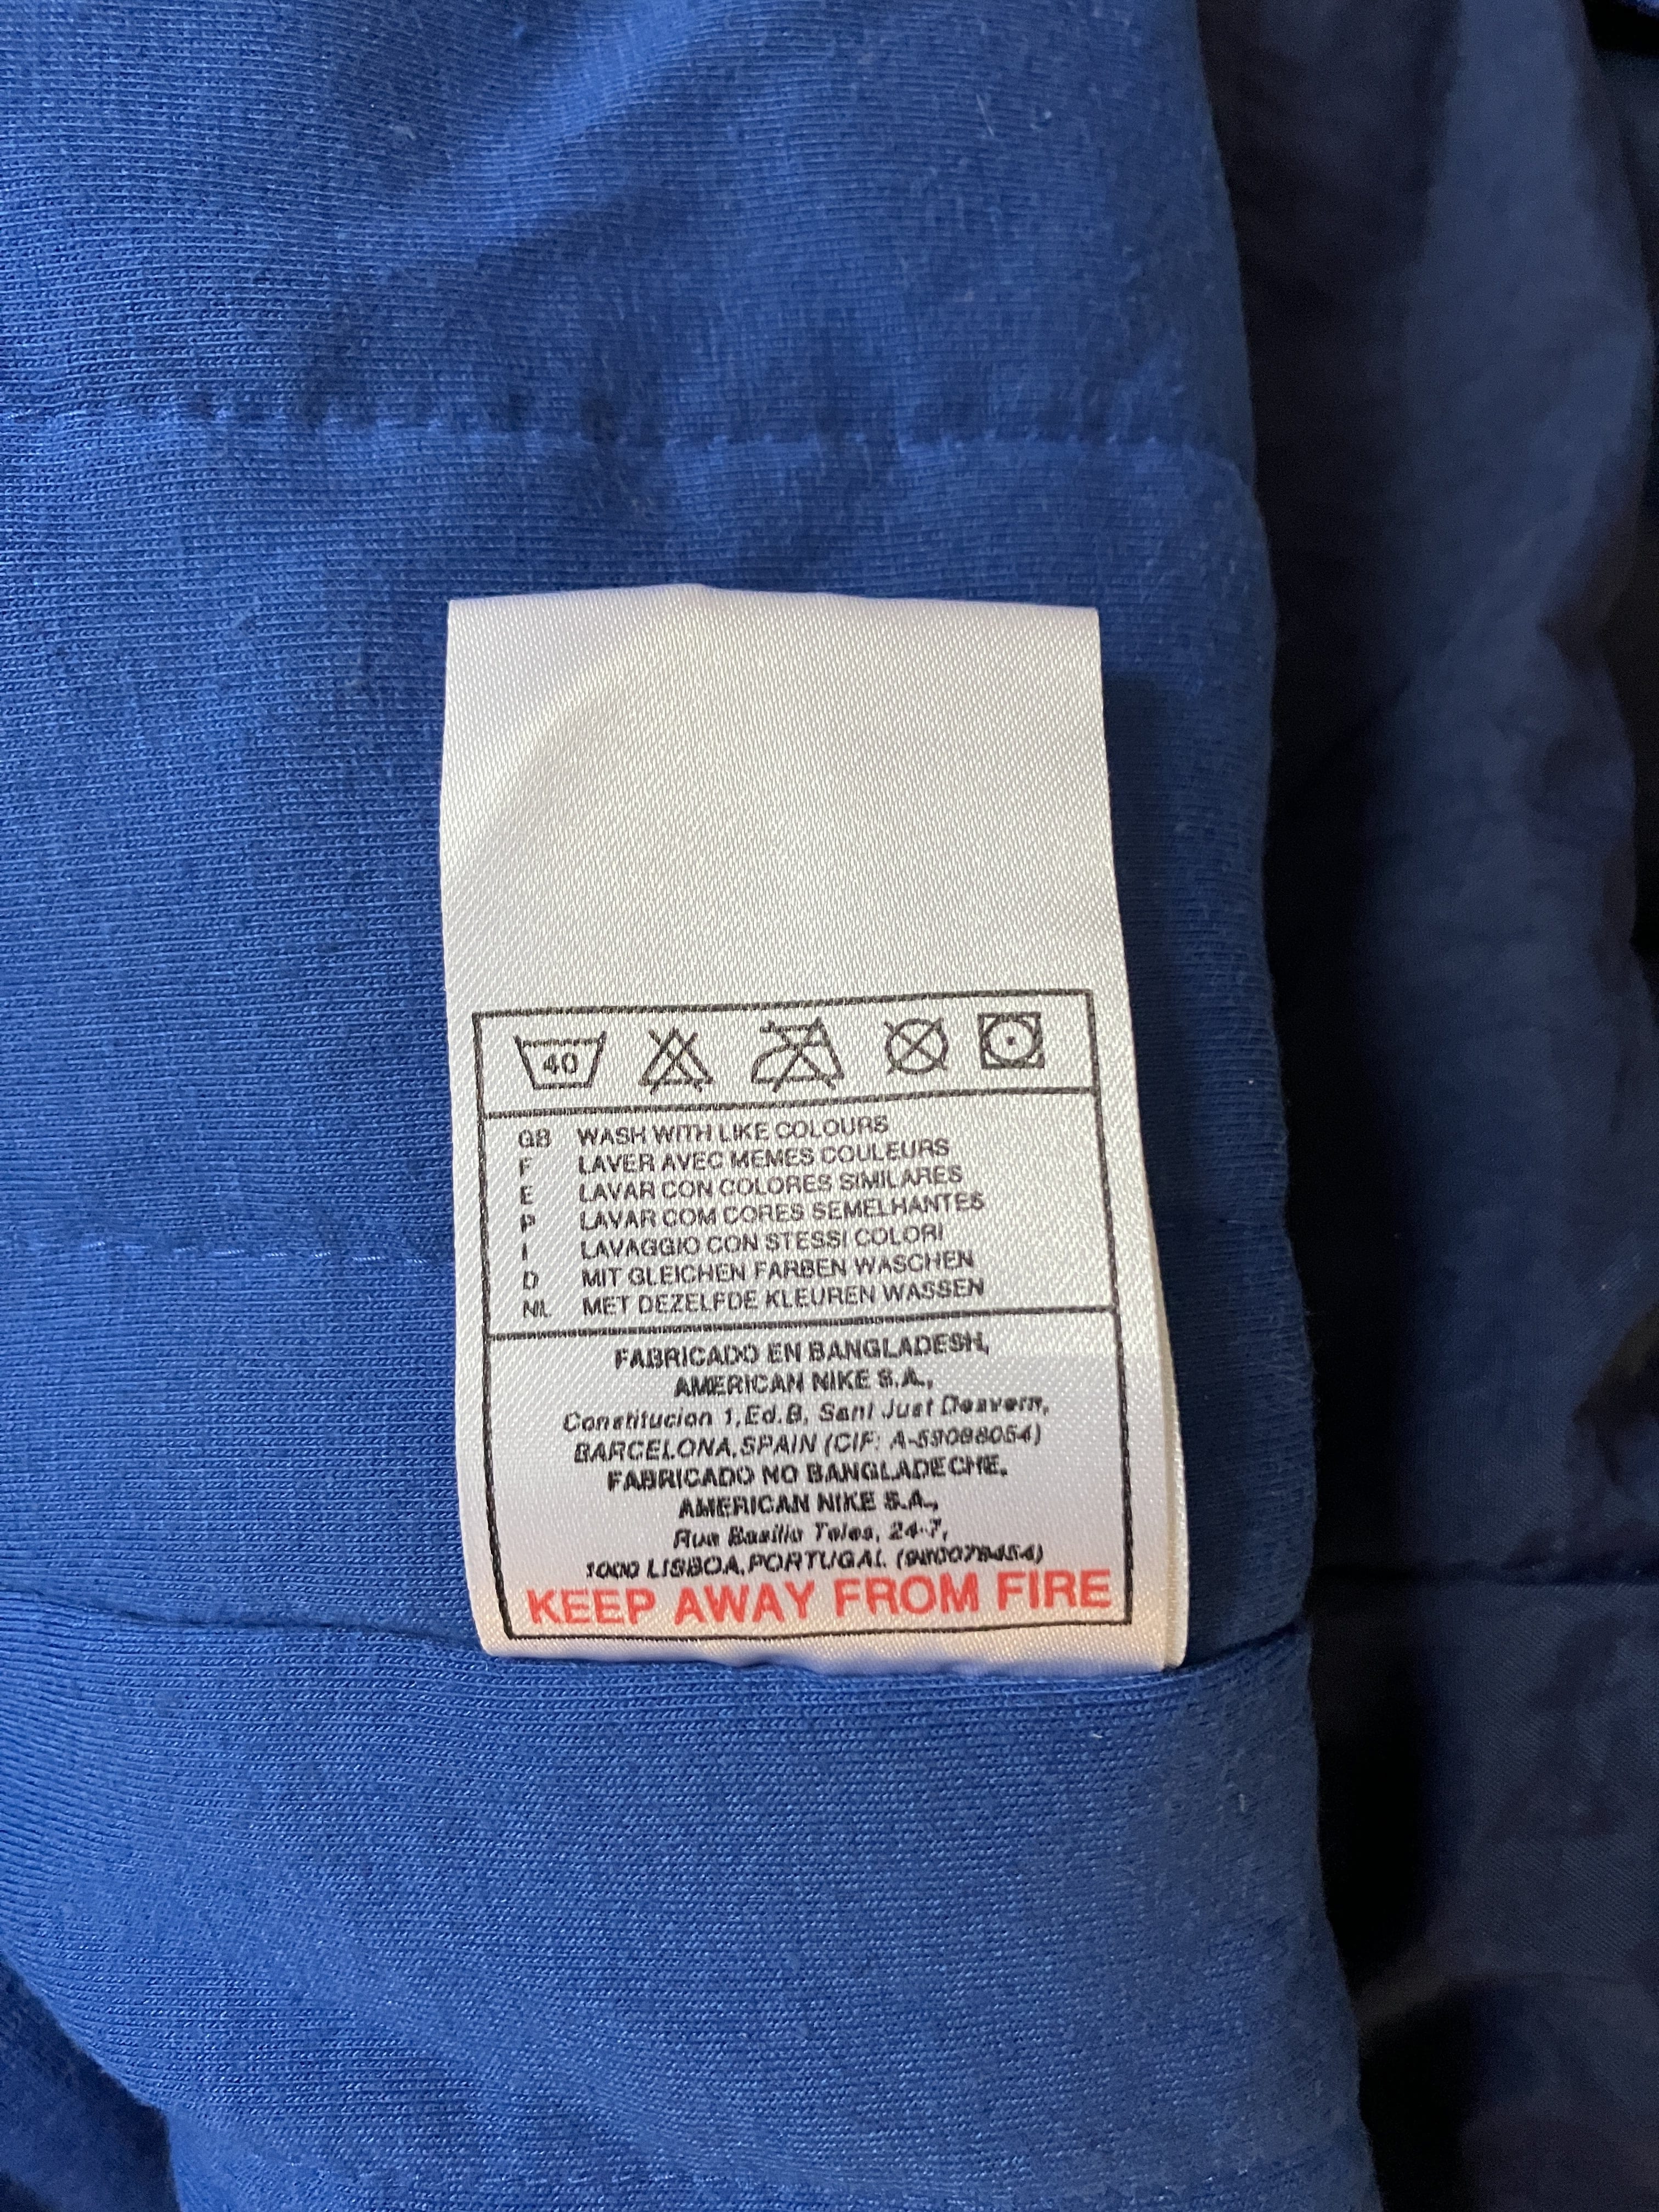 40
GB WASH WITH LIKE COLOURS
F LAVER AVEC MEMES COULEURS
E LAVAR CON COLORES SIMILARES
P LAVAR COM CORES SEMELHANTES
I LAVAGGIO CON STESSI COLORI
D MIT GLEICHEN FARBEN WASCHEN
NL MET DEZELFDE KLEUREN WASSEN
FABRICADO EN BANGLADESH,
AMERICAN NIKE S.A.,
Constitucion 1, Ed.B, Sant Just Desvern,
BARCELONA, SPAIN (CIF: A-59088054)
FABRICADO NO BANGLADECHE.
AMERICAN NIKE S.A.,
Rua Basilio Teles, 24-7,
1000 LISBOA, PORTUGAL
KEEP AWAY FROM FIRE